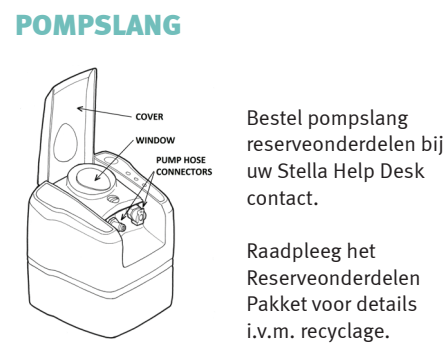 POMPSLANG
COVER
WINDOW
PUMP HOSE
CONNECTORS
Bestel pompslang
reserveonderdelen bij
uw Stella Help Desk
contact.
Raadpleeg het
Reserveonderdelen
Pakket voor details
i.v.m. recyclage.